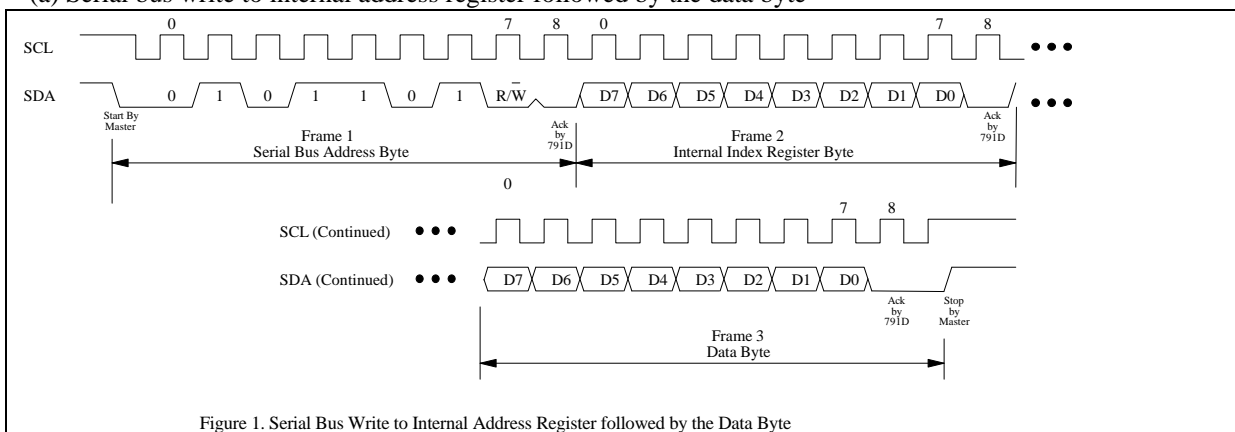 (a) Serial bus write to internal address register followed by the data byte
0 7 8 0 7 8
SCL
SDA 0 1 0 1 1 0 1 R/W̅ D7 D6 D5 D4 D3 D2 D1 D0
Start By
Master
Ack
by
791D
Ack
by
791D
Frame 1
Serial Bus Address Byte
Frame 2
Internal Index Register Byte
0
7 8
SCL (Continued)
SDA (Continued) D7 D6 D5 D4 D3 D2 D1 D0
Ack
by
791D
Stop
by
Master
Frame 3
Data Byte
Figure 1. Serial Bus Write to Internal Address Register followed by the Data Byte